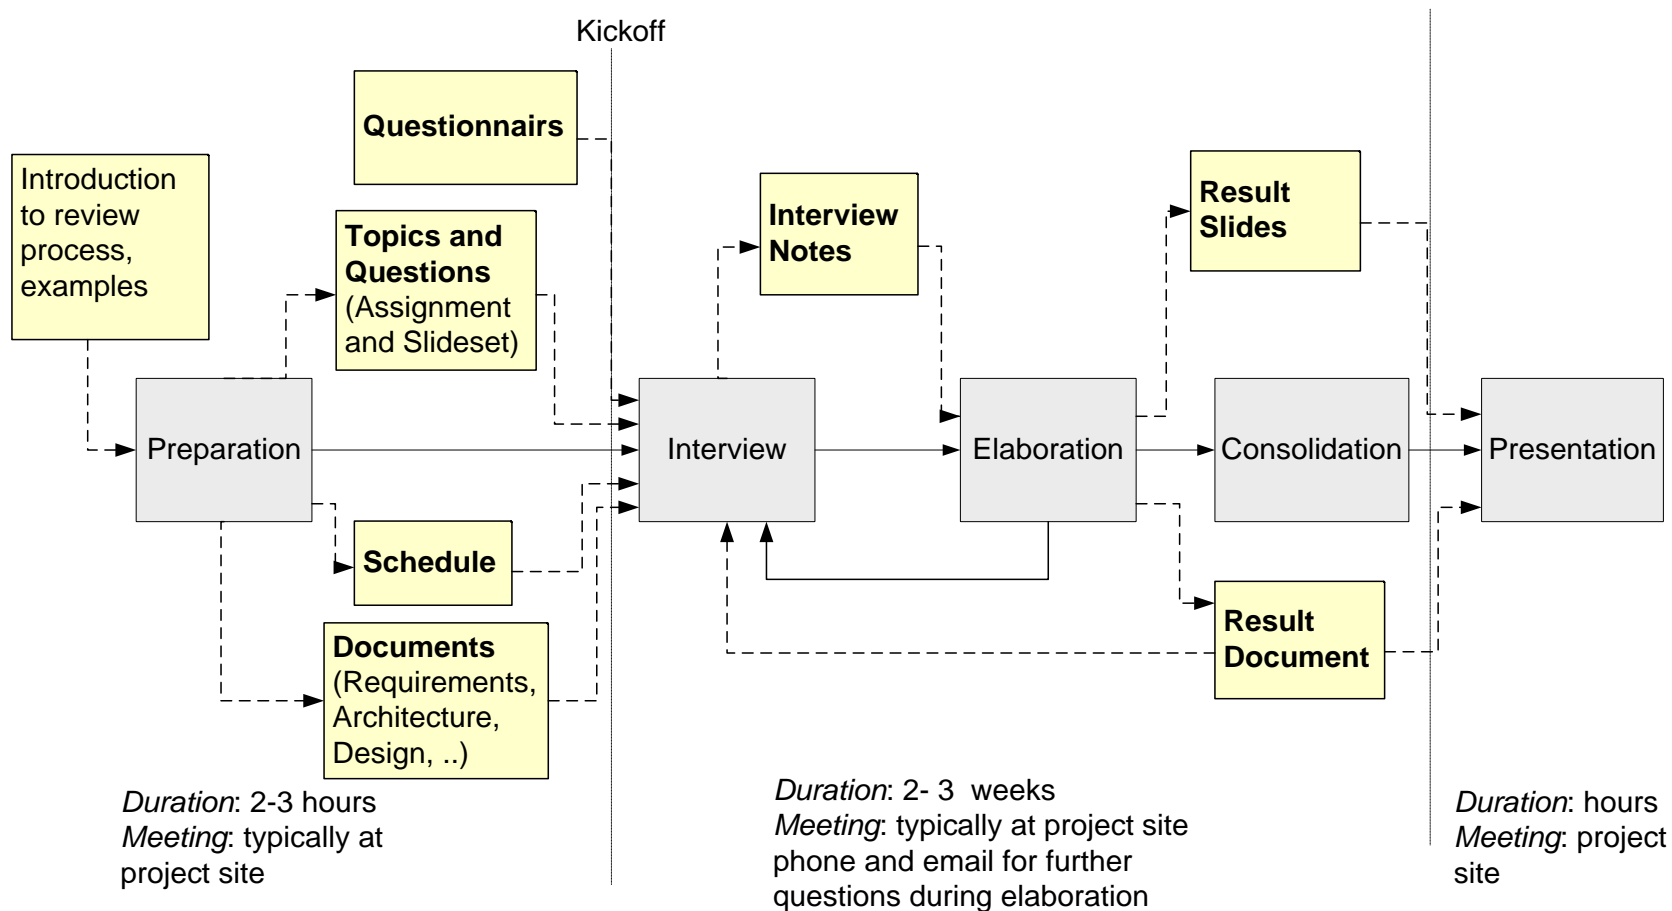 Kickoff
Questionnairs
Introduction
to review
process,
examples
Topics and
Questions
(Assignment
and Slideset)
Interview
Notes
Result
Slides
Preparation
Interview
Elaboration
Consolidation
Presentation
Schedule
Documents
(Requirements,
Architecture,
Design, ..)
Result
Document
Duration: 2-3 hours
Meeting: typically at
project site
Duration: 2- 3  weeks
Meeting: typically at project site
phone and email for further
questions during elaboration
Duration: hours
Meeting: project
site